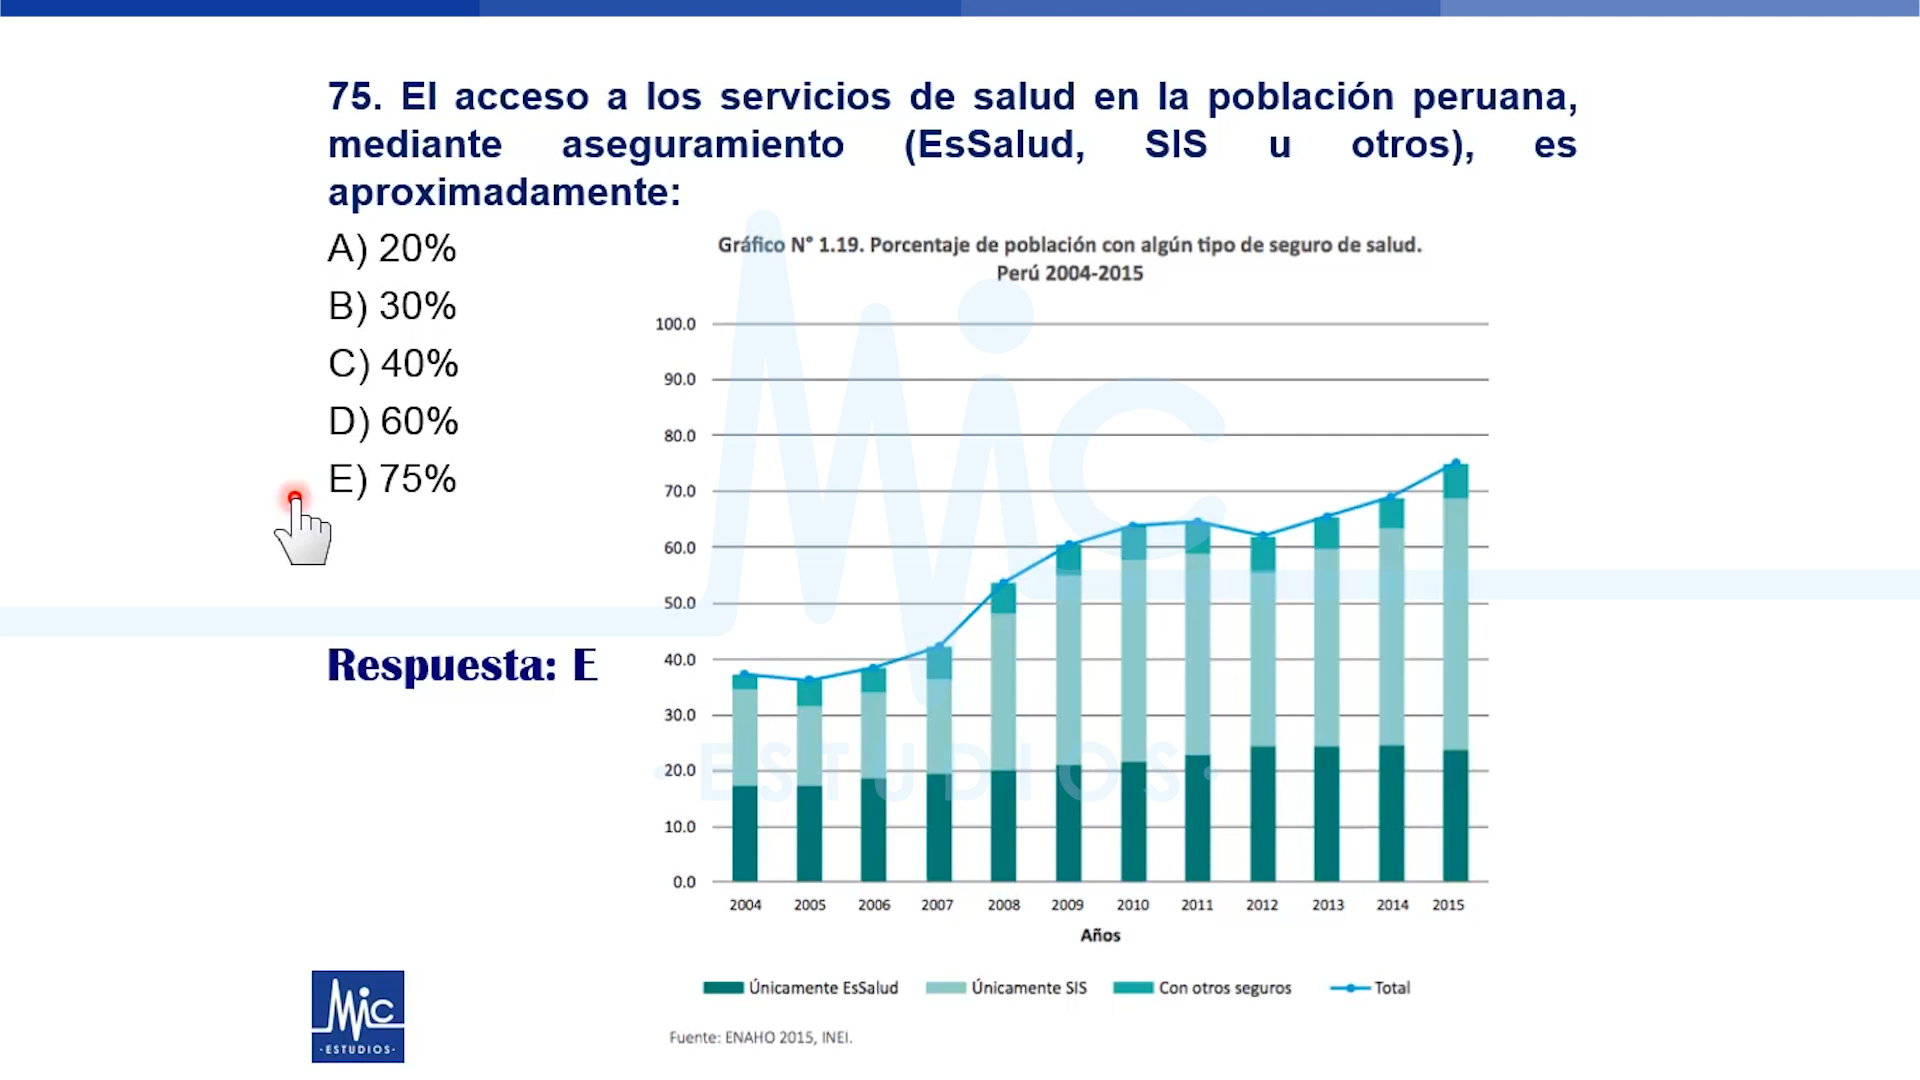 75. El acceso a los servicios de salud en la población peruana,
mediante aseguramiento (EsSalud, SIS u otros), es
aproximadamente:
A) 20%
B) 30%
C) 40%
D) 60%
E) 75%
Respuesta: E
Gráfico N° 1.19. Porcentaje de población con algún tipo de seguro de salud.
Perú 2004-2015
100.0
90.0
80.0
70.0
60.0
50.0
40.0
30.0
20.0
10.0
0.0
2004 2005 2006 2007 2008 2009 2010 2011 2012 2013 2014 2015
Años
Únicamente EsSalud Únicamente SIS Con otros seguros Total
Fuente: ENAHO 2015, INEI.
Mic
·ESTUDIOS·
Mic
·ESTUDIOS·